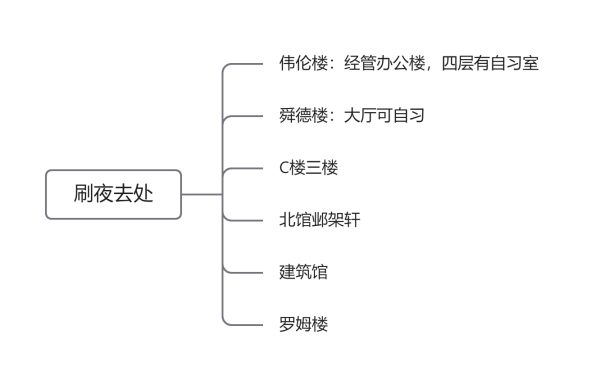 伟伦楼：经管办公楼，四层有自习室
舜德楼：大厅可自习
C楼三楼
刷夜去处
北馆邺架轩
建筑馆
罗姆楼